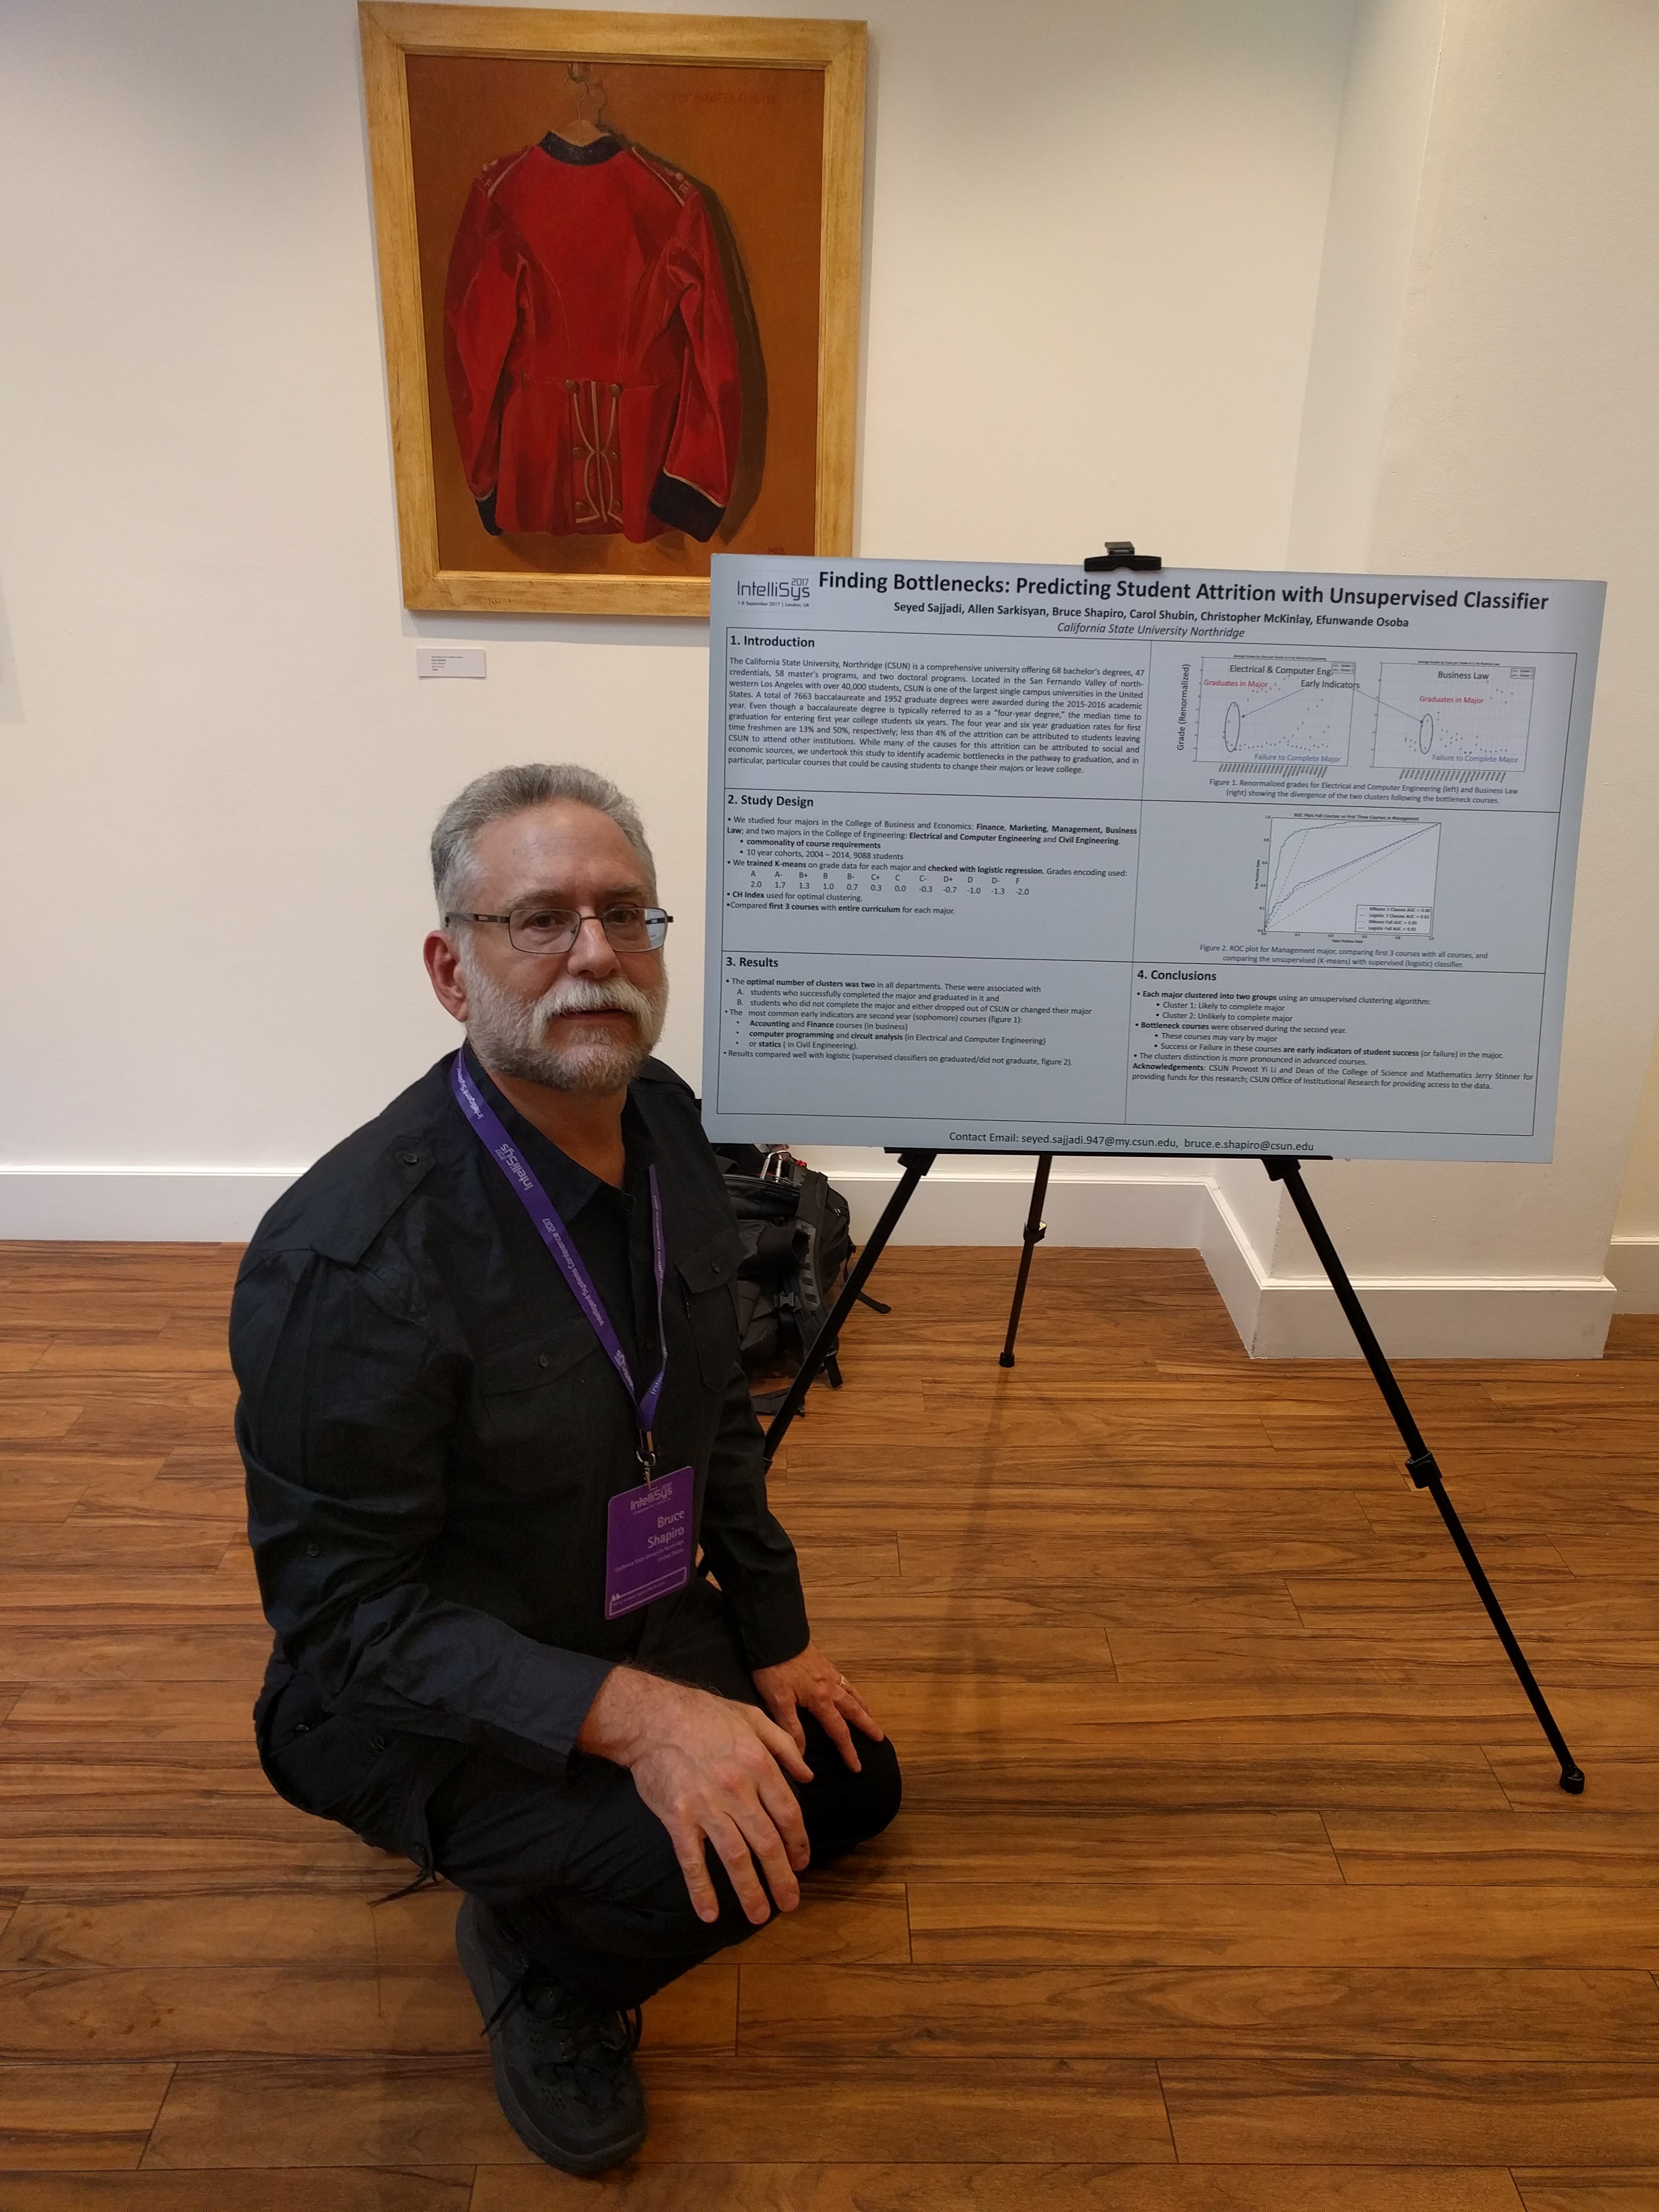 IntelliSys 2017
7-8 September 2017 | London, UK
Finding Bottlenecks: Predicting Student Attrition with Unsupervised Classifier
Seyed Sajjadi, Allen Sarkisyan, Bruce Shapiro, Carol Shubin, Christopher McKinlay, Efunwande Osoba
California State University Northridge
1. Introduction
The California State University, Northridge (CSUN) is a comprehensive university offering 68 bachelor's degrees, 47
credentials, 58 master's programs, and two doctoral programs. Located in the San Fernando Valley of north-
western Los Angeles with over 40,000 students, CSUN is one of the largest single campus universities in the United
States. A total of 7663 baccalaureate and 1952 graduate degrees were awarded during the 2015-2016 academic
year. Even though a baccalaureate degree is typically referred to as a "four-year degree," the median time to
graduation for entering first year college students six years. The four year and six year graduation rates for first
time freshmen are 13% and 50%, respectively; less than 4% of the attrition can be attributed to students leaving
CSUN to attend other institutions. While many of the causes for this attrition can be attributed to social and
economic sources, we undertook this study to identify academic bottlenecks in the pathway to graduation, and in
particular, particular courses that could be causing students to change their majors or leave college.
Grade (Renormalized)
Electrical & Computer Eng.
Graduates in Major
Early Indicators
Failure to Complete Major
Business Law
Graduates in Major
Failure to Complete Major
Figure 1. Renormalized grades for Electrical and Computer Engineering (left) and Business Law
(right) showing the divergence of the two clusters following the bottleneck courses.
2. Study Design
• We studied four majors in the College of Business and Economics: Finance, Marketing, Management, Business
Law; and two majors in the College of Engineering: Electrical and Computer Engineering and Civil Engineering.
• commonality of course requirements
• 10 year cohorts, 2004 – 2014, 9088 students
• We trained K-means on grade data for each major and checked with logistic regression. Grades encoding used:
A A- B+ B B- C+ C C- D+ D D- F
2.0 1.7 1.3 1.0 0.7 0.3 0.0 -0.3 -0.7 -1.0 -1.3 -2.0
• CH Index used for optimal clustering.
•Compared first 3 courses with entire curriculum for each major.
ROC Plots Full Courses vs First Three Courses in Management
True Positive Rate
False Positive Rate
Figure 2. ROC plot for Management major, comparing first 3 courses with all courses, and
comparing the unsupervised (K-means) with supervised (logistic) classifier.
3. Results
• The optimal number of clusters was two in all departments. These were associated with
A. students who successfully completed the major and graduated in it and
B. students who did not complete the major and either dropped out of CSUN or changed their major
• The most common early indicators are second year (sophomore) courses (figure 1):
• Accounting and Finance courses (in business)
• computer programming and circuit analysis (in Electrical and Computer Engineering)
• or statics ( in Civil Engineering).
• Results compared well with logistic (supervised classifiers on graduated/did not graduate, figure 2).
4. Conclusions
• Each major clustered into two groups using an unsupervised clustering algorithm:
• Cluster 1: Likely to complete major
• Cluster 2: Unlikely to complete major
• Bottleneck courses were observed during the second year.
• These courses may vary by major
• Success or Failure in these courses are early indicators of student success (or failure) in the major.
• The clusters distinction is more pronounced in advanced courses.
Acknowledgements: CSUN Provost Yi Li and Dean of the College of Science and Mathematics Jerry Stinner for
providing funds for this research; CSUN Office of Institutional Research for providing access to the data.
Contact Email: seyed.sajjadi.947@my.csun.edu, bruce.e.shapiro@csun.edu
IntelliSys 2017
Intelligent Systems Conference 2017
IntelliSys 2017
Bruce
Shapiro
California State University Northridge
United States